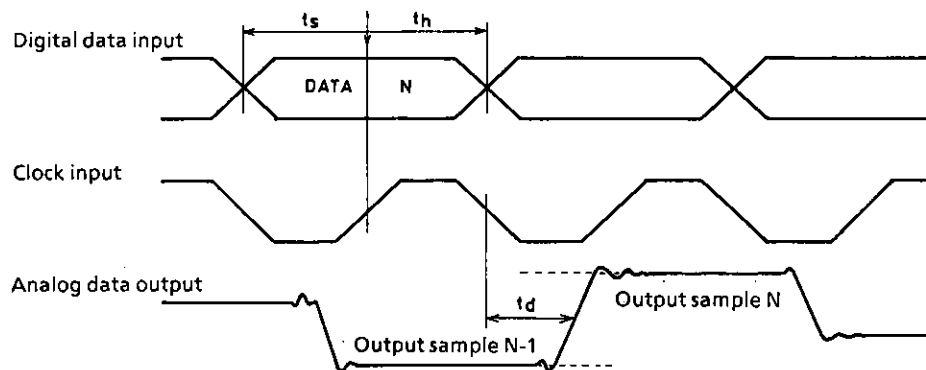 ts th
Digital data input
DATA N
Clock input
Analog data output
Output sample N
td
Output sample N-1